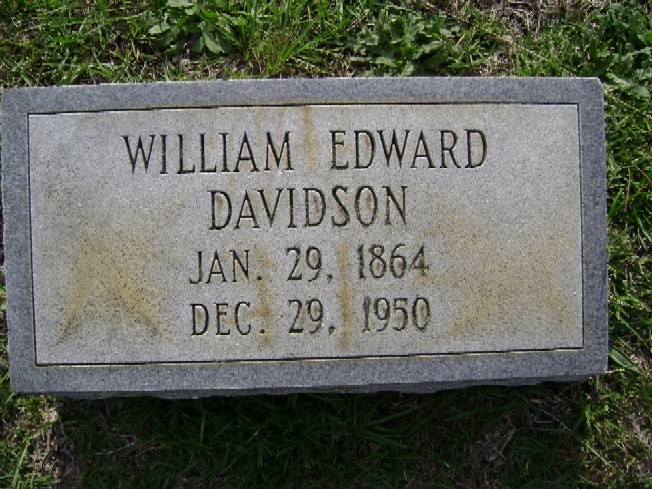 WILLIAM EDWARD
DAVIDSON
JAN. 29, 1864
DEC. 29, 1950